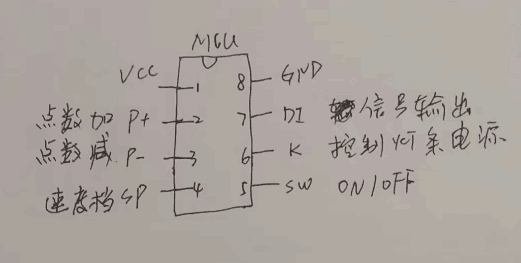 MCU
VCC 1 8 GND
点数加 P+ 2 7 DI 信号输出
点数减 P- 3 6 K 控制灯条电源
速度档 SP 4 5 SW ON/OFF